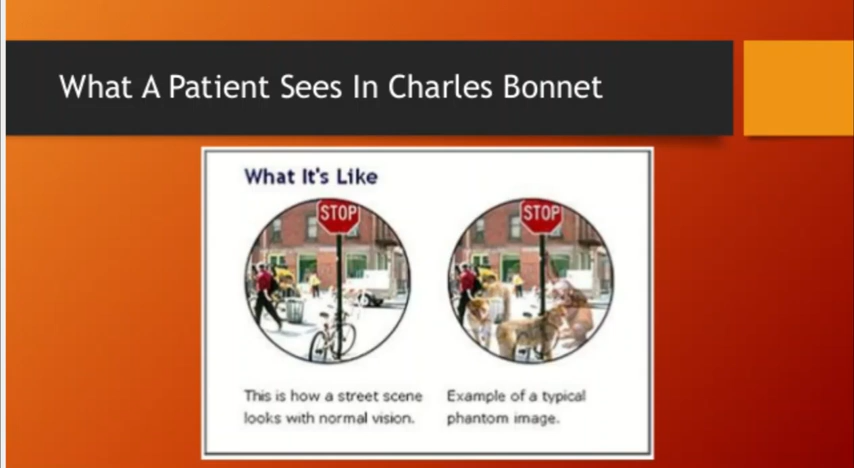 What A Patient Sees In Charles Bonnet
What It's Like
STOP
STOP
This is how a street scene
looks with normal vision.
Example of a typical
phantom image.